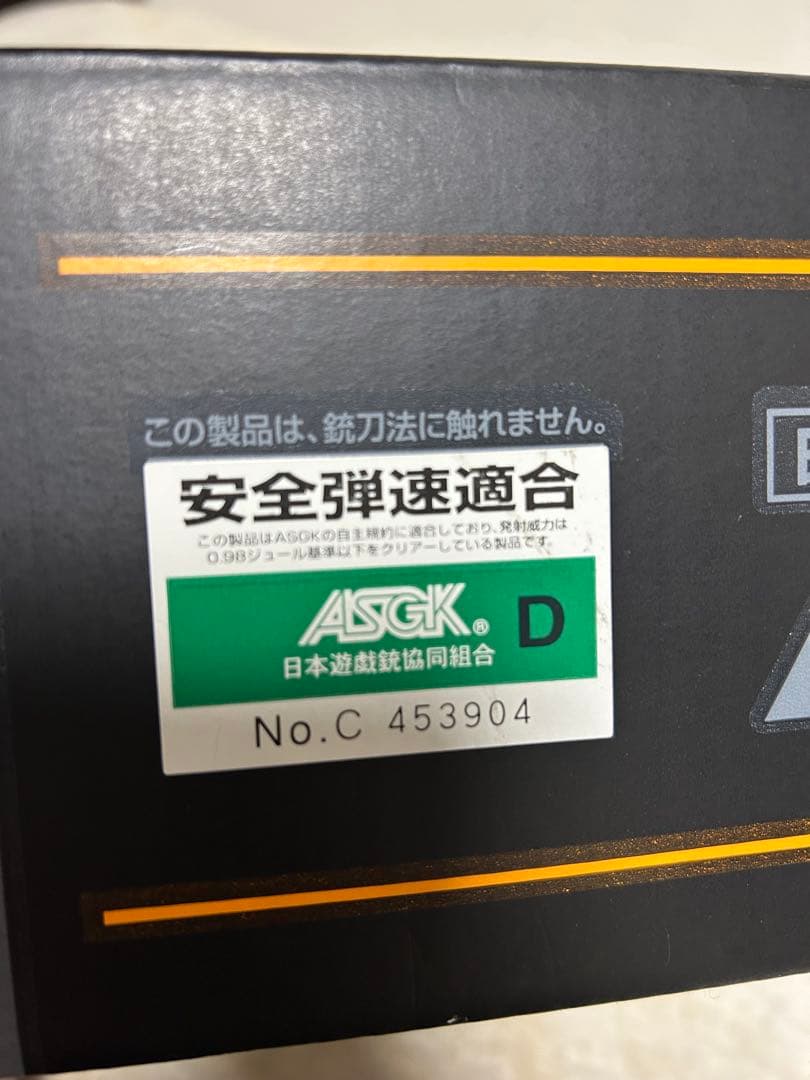 この製品は、銃刀法に触れません。
安全弾速適合
この製品はASGKの自主規約に適合しており、発射威力は
0.98ジュール基準以下をクリアーしている製品です。
ASGK® D
日本遊戯銃協同組合
No.C 453904